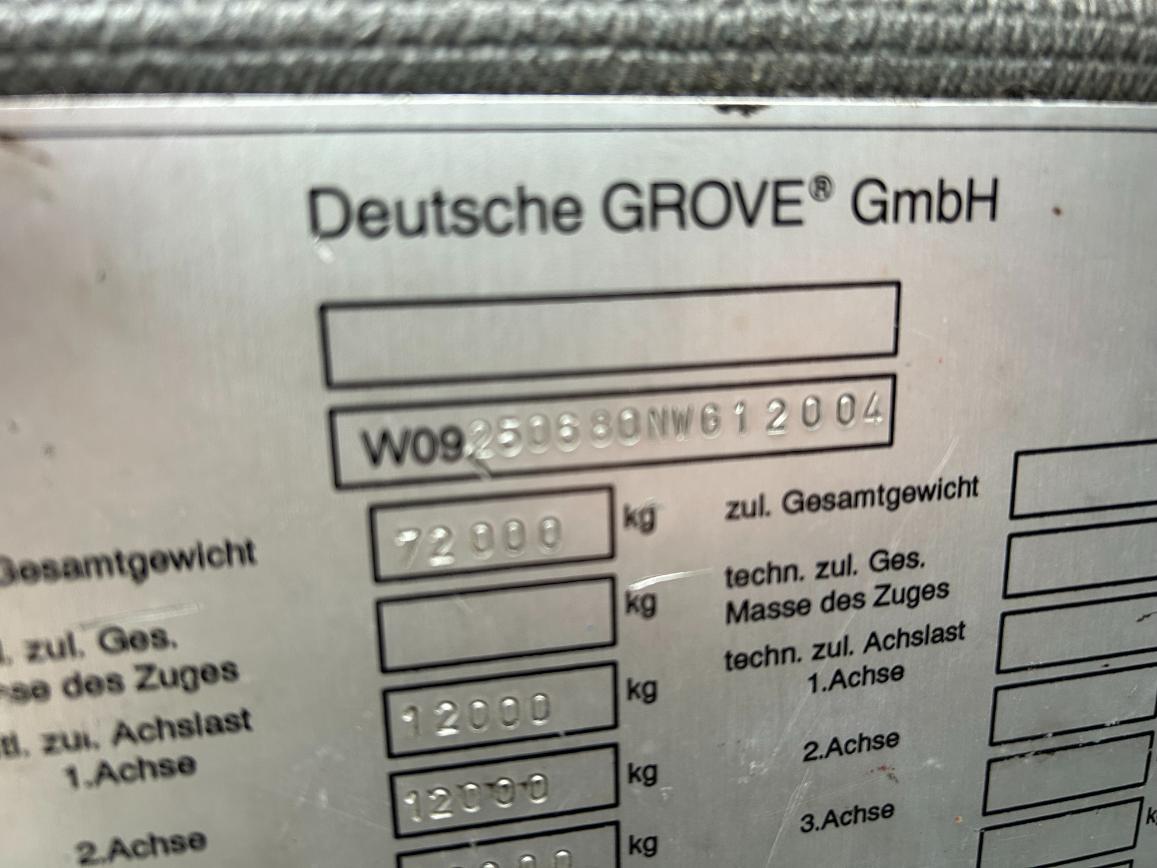 Deutsche GROVE® GmbH
W09250680NWG12004
Gesamtgewicht 72000 kg zul. Gesamtgewicht
l. zul. Ges. kg techn. zul. Ges.
se des Zuges Masse des Zuges
tl. zul. Achslast 12000 kg techn. zul. Achslast
1.Achse 1.Achse
12000 kg 2.Achse
2.Achse kg 3.Achse